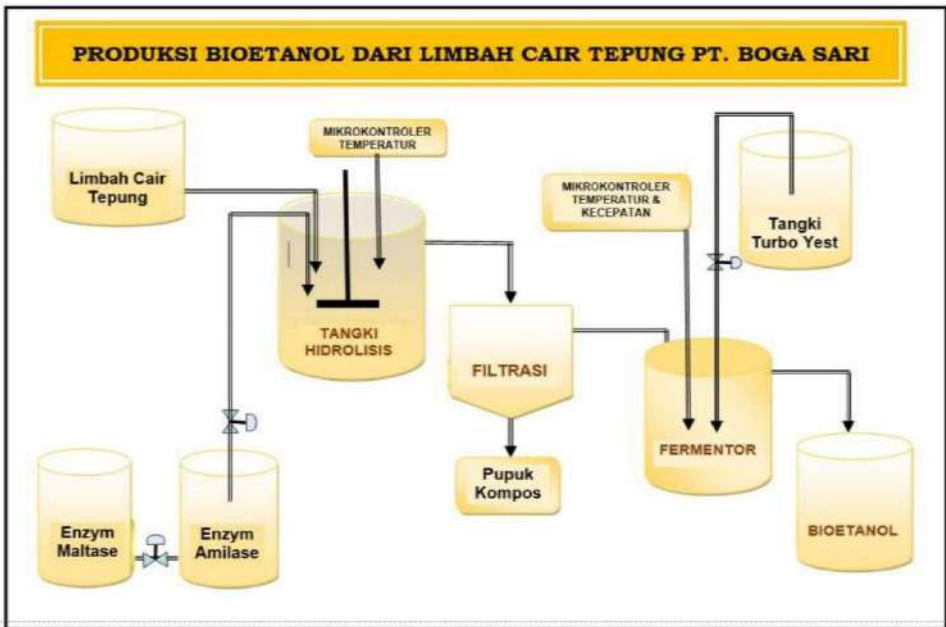 PRODUKSI BIOETANOL DARI LIMBAH CAIR TEPUNG PT. BOGA SARI
MIKROKONTROLER
TEMPERATUR
Limbah Cair
Tepung
MIKROKONTROLER
TEMPERATUR &
KECEPATAN
Tangki
Turbo Yest
TANGKI
HIDROLISIS
FILTRASI
FERMENTOR
Pupuk
Kompos
Enzym
Maltase
Enzym
Amilase
BIOETANOL